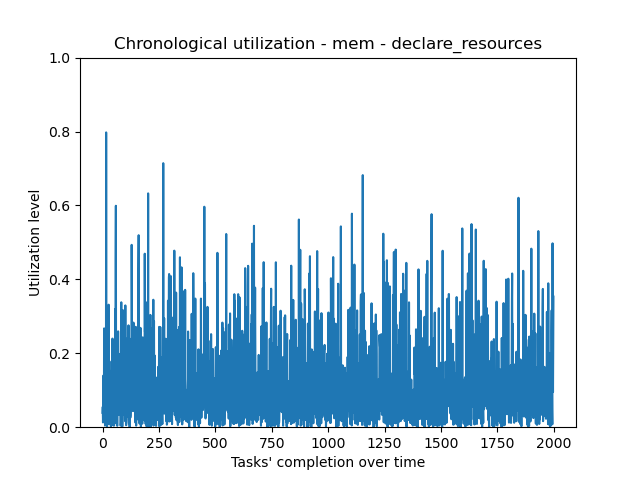 Chronological utilization - mem - declare_resources
Utilization level
1.0
0.8
0.6
0.4
0.2
0.0
0 250 500 750 1000 1250 1500 1750 2000
Tasks' completion over time